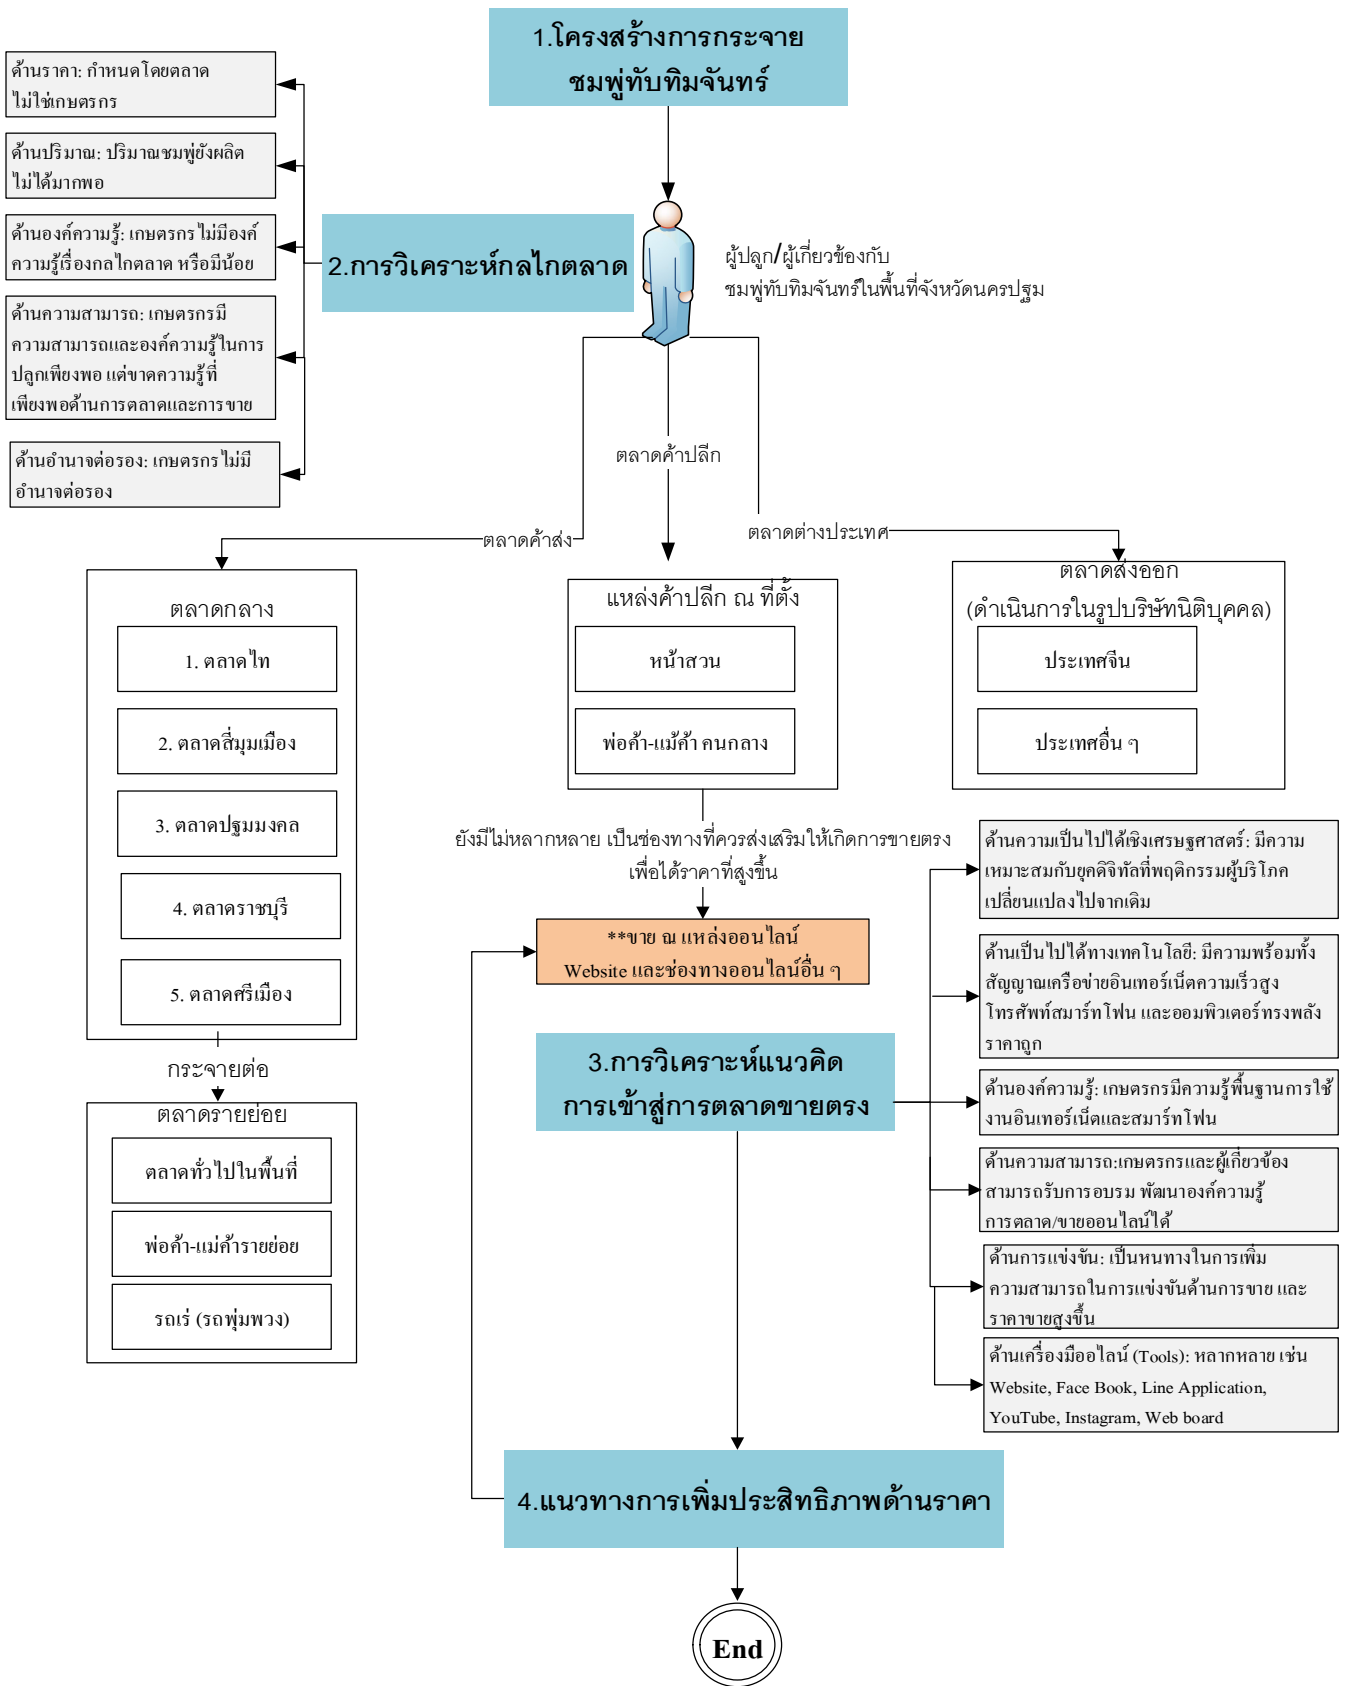 1.โครงสร้างการกระจาย
ชมพู่ทับทิมจันทร์
ด้านราคา: กำหนดโดยตลาด
ไม่ใช่เกษตรกร
ด้านปริมาณ: ปริมาณชมพู่ยังผลิต
ไม่ได้มากพอ
ด้านองค์ความรู้: เกษตรกรไม่มีองค์
ความรู้เรื่องกลไกตลาด หรือมีน้อย
ด้านความสามารถ: เกษตรกรมี
ความสามารถและองค์ความรู้ในการ
ปลูกเพียงพอ แต่ขาดความรู้ที่
เพียงพอด้านการตลาดและการขาย
ด้านอำนาจต่อรอง: เกษตรกรไม่มี
อำนาจต่อรอง
2.การวิเคราะห์กลไกตลาด
ผู้ปลูก/ผู้เกี่ยวข้องกับ
ชมพู่ทับทิมจันทร์ในพื้นที่จังหวัดนครปฐม
ตลาดค้าปลีก
ตลาดค้าส่ง
ตลาดต่างประเทศ
ตลาดกลาง
1. ตลาดไท
2. ตลาดสี่มุมเมือง
3. ตลาดปฐมมงคล
4. ตลาดราชบุรี
5. ตลาดศรีเมือง
กระจายต่อ
ตลาดรายย่อย
ตลาดทั่วไปในพื้นที่
พ่อค้า-แม่ค้ารายย่อย
รถเร่ (รถพุ่มพวง)
แหล่งค้าปลีก ณ ที่ตั้ง
หน้าสวน
พ่อค้า-แม้ค้า คนกลาง
ยังมีไม่หลากหลาย เป็นช่องทางที่ควรส่งเสริมให้เกิดการขายตรง
เพื่อได้ราคาที่สูงขึ้น
**ขาย ณ แหล่งออนไลน์
Website และช่องทางออนไลน์อื่น ๆ
ตลาดส่งออก
(ดำเนินการในรูปบริษัทนิติบุคคล)
ประเทศจีน
ประเทศอื่น ๆ
3.การวิเคราะห์แนวคิด
การเข้าสู่การตลาดขายตรง
ด้านความเป็นไปได้เชิงเศรษฐศาสตร์: มีความ
เหมาะสมกับยุคดิจิทัลที่พฤติกรรมผู้บริโภค
เปลี่ยนแปลงไปจากเดิม
ด้านเป็นไปได้ทางเทคโนโลยี: มีความพร้อมทั้ง
สัญญาณเครือข่ายอินเทอร์เน็ตความเร็วสูง
โทรศัพท์สมาร์ทโฟน และออมพิวเตอร์ทรงพลัง
ราคาถูก
ด้านองค์ความรู้: เกษตรกรมีความรู้พื้นฐานการใช้
งานอินเทอร์เน็ตและสมาร์ทโฟน
ด้านความสามารถ:เกษตรกรและผู้เกี่ยวข้อง
สามารถรับการอบรม พัฒนาองค์ความรู้
การตลาด/ขายออนไลน์ได้
ด้านการแข่งขัน: เป็นหนทางในการเพิ่ม
ความสามารถในการแข่งขันด้านการขาย และ
ราคาขายสูงขึ้น
ด้านเครื่องมือออไลน์ (Tools): หลากหลาย เช่น
Website, Face Book, Line Application,
YouTube, Instagram, Web board
4.แนวทางการเพิ่มประสิทธิภาพด้านราคา
End